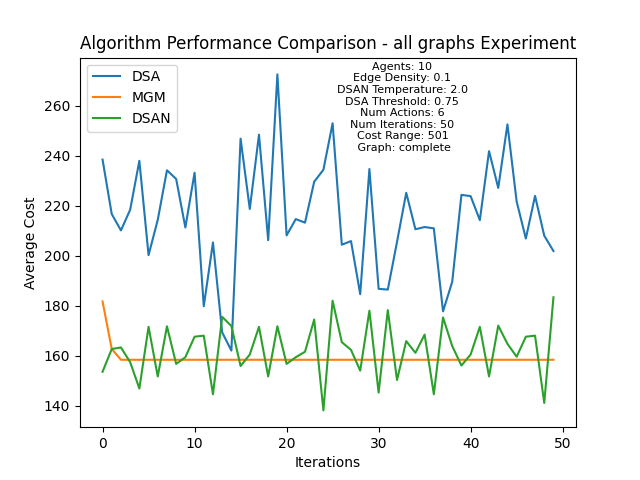 Algorithm Performance Comparison - all graphs Experiment
DSA
MGM
DSAN
Agents: 10
Edge Density: 0.1
DSAN Temperature: 2.0
DSA Threshold: 0.75
Num Actions: 6
Num Iterations: 50
Cost Range: 501
Graph: complete
Average Cost
260
240
220
200
180
160
140
0 10 20 30 40 50
Iterations